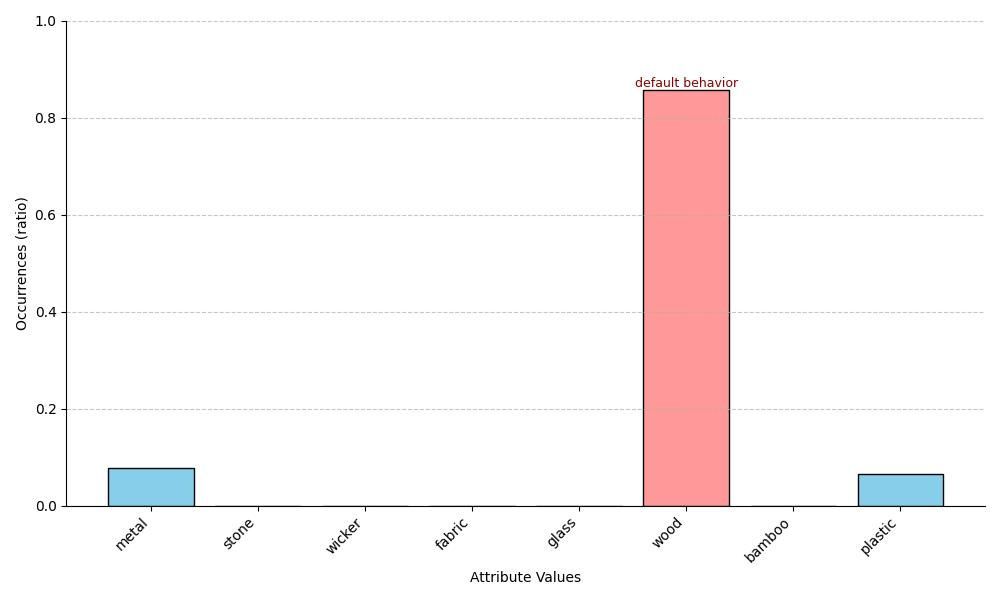 1.0
default behavior
0.8
0.6
0.4
0.2
0.0
Occurrences (ratio)
metal
stone
wicker
fabric
glass
wood
bamboo
plastic
Attribute Values